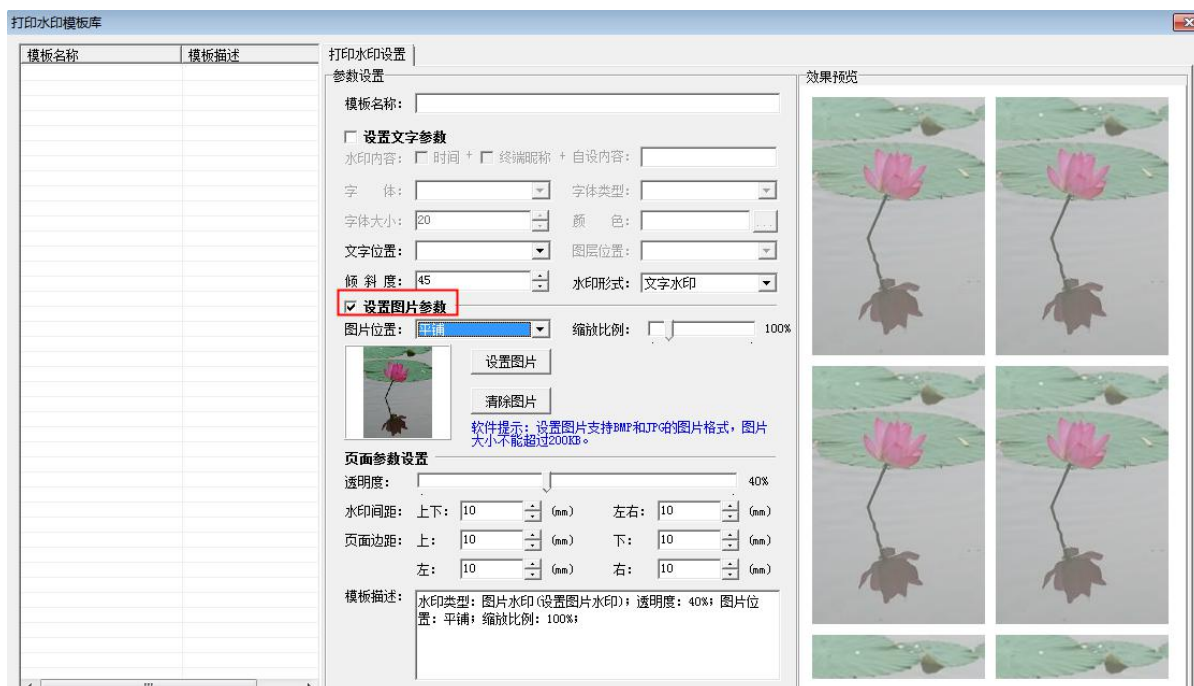 打印水印模板库
模板名称 模板描述
打印水印设置
参数设置
模板名称:
设置文字参数
水印内容: 时间 + 终端昵称 + 自设内容:
字 体: 字体类型:
字体大小: 20 颜 色: ...
文字位置: 图层位置:
倾 斜 度: 45 水印形式: 文字水印
设置图片参数
图片位置: 平铺 缩放比例: 100%
设置图片
清除图片
软件提示: 设置图片支持BMP和JPG的图片格式, 图片
大小不能超过200KB。
页面参数设置
透明度: 40%
水印间距: 上下: 10 (mm) 左右: 10 (mm)
页面边距: 上: 10 (mm) 下: 10 (mm)
左: 10 (mm) 右: 10 (mm)
模板描述: 水印类型: 图片水印(设置图片水印); 透明度: 40%; 图片位
置: 平铺; 缩放比例: 100%;
效果预览